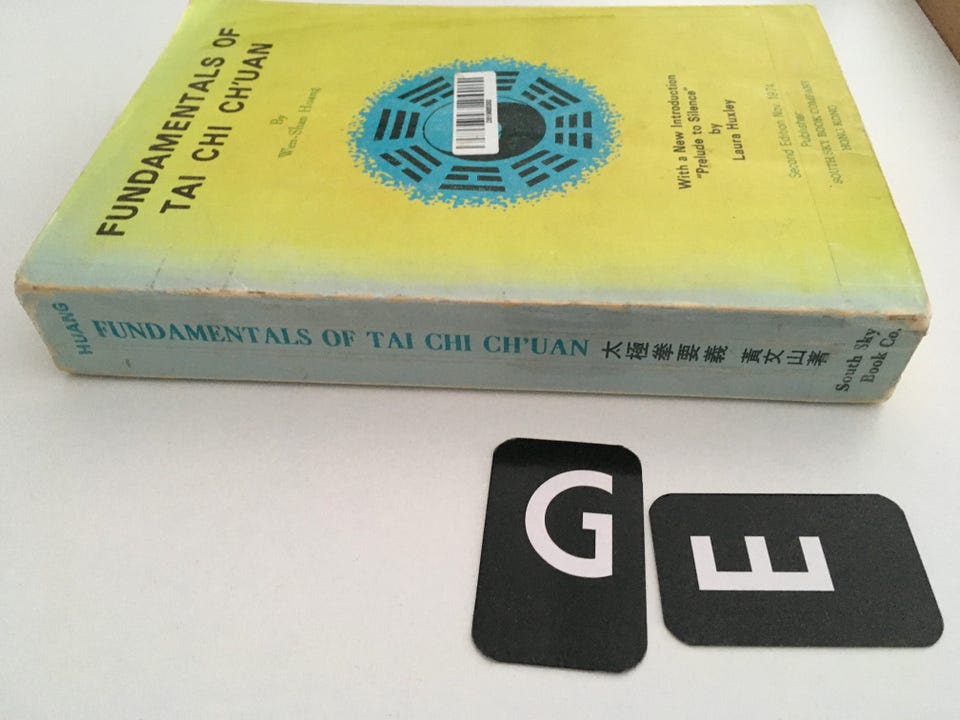 FUNDAMENTALS OF
TAI CHI CH'UAN
By
Wen-Shan Huang
With a New Introduction
"Prelude to Silence"
by
Laura Huxley
Second Edition Nov. 1974
Publisher
SOUTH SKY BOOK COMPANY
HONG KONG
HUANG
FUNDAMENTALS OF TAI CHI CH'UAN 太極拳要義 黃文山著
South Sky
Book Co.
G
E